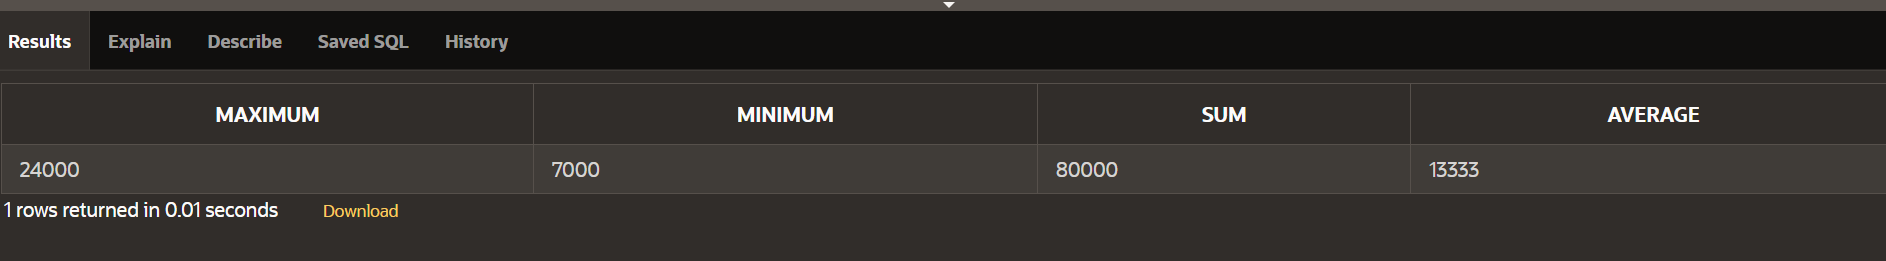 Results Explain Describe Saved SQL History
MAXIMUM MINIMUM SUM AVERAGE
24000 7000 80000 13333
1 rows returned in 0.01 seconds Download